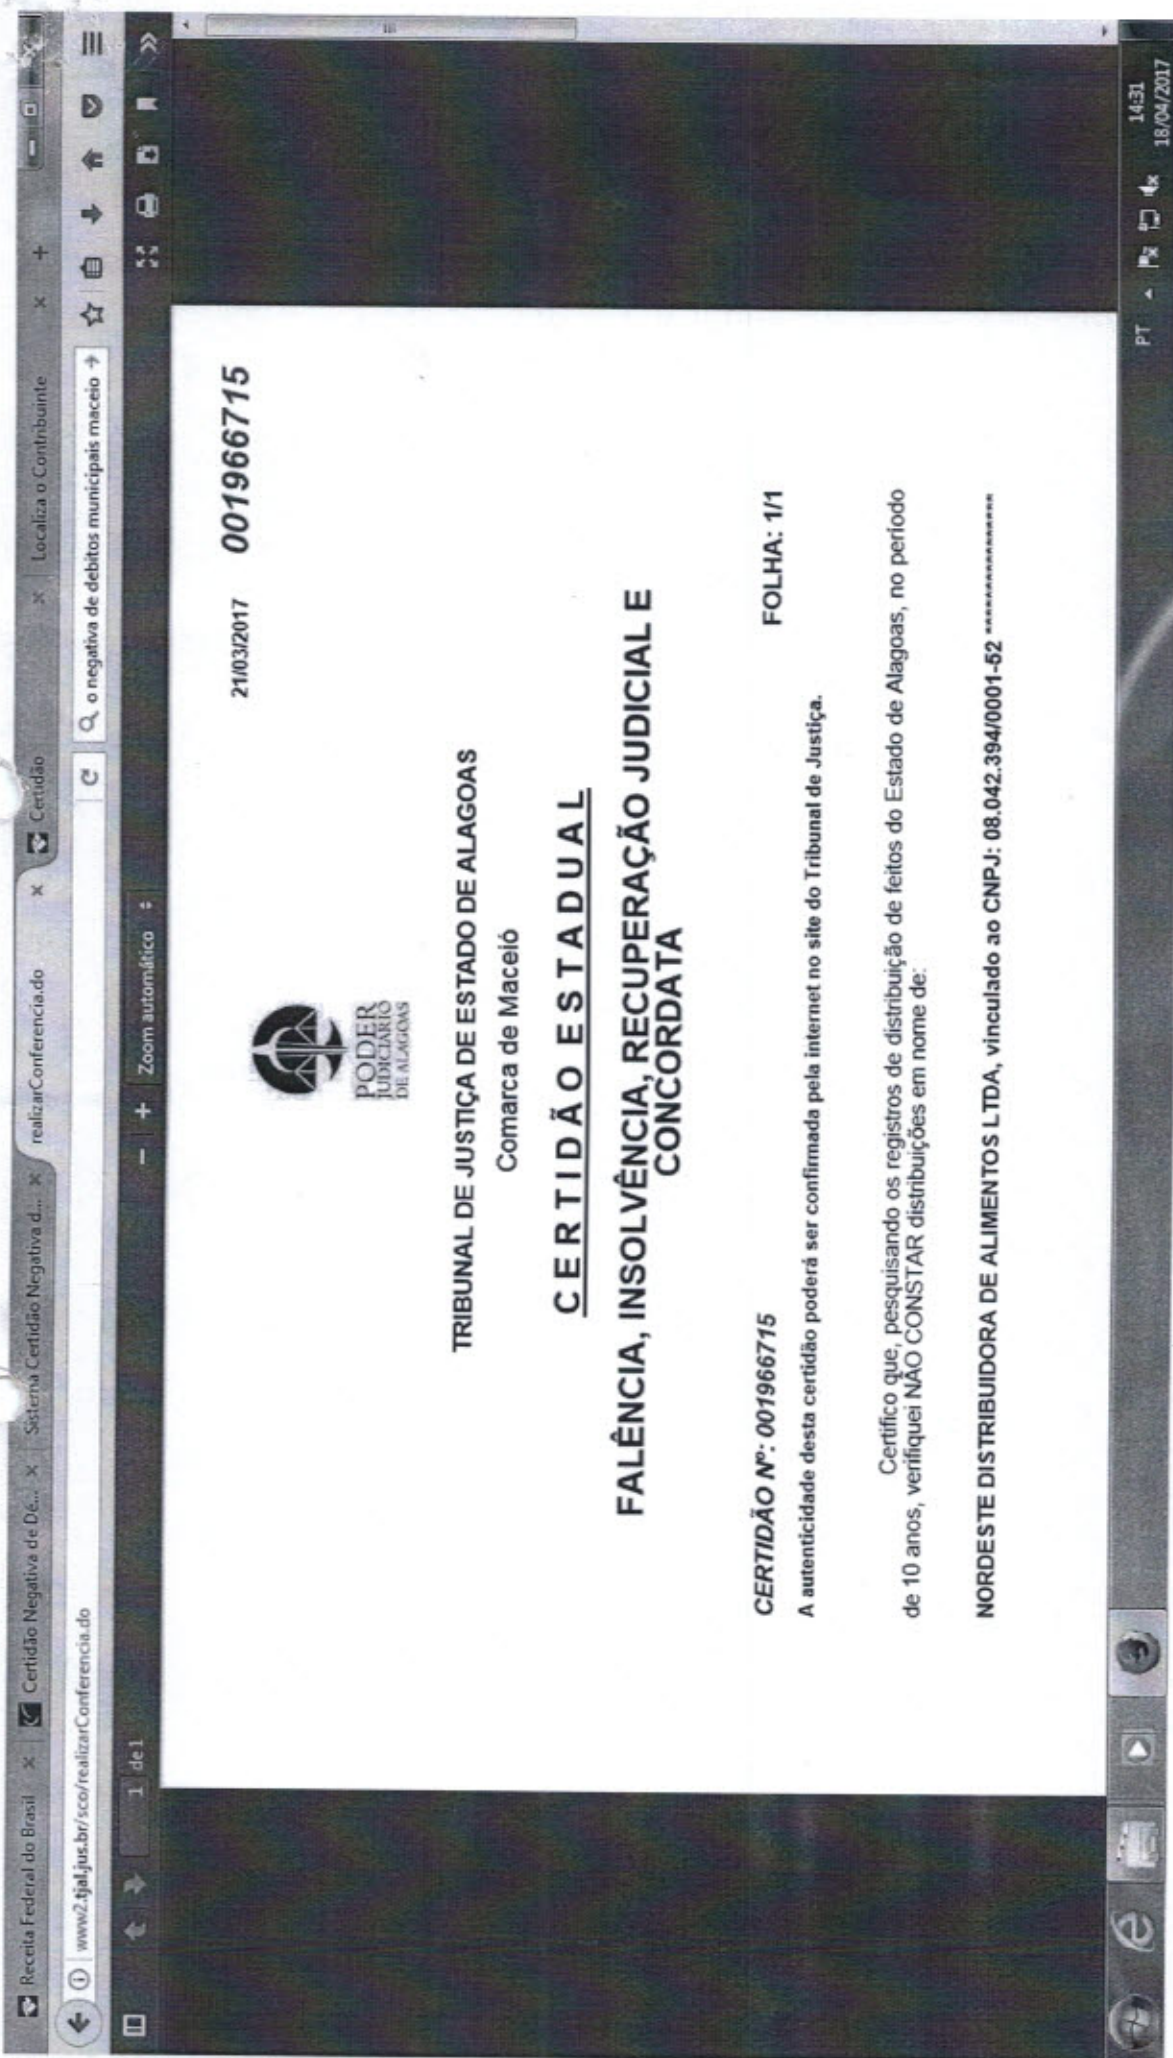 Receita Federal do Brasil
Certidão Negativa de Dé...
Sistema Certidão Negativa d...
realizarConferencia.do
Certidão
Localiza o Contribuinte
www2.tjal.jus.br/sco/realizarConferencia.do
o negativa de debitos municipais maceio
1 de 1
Zoom automático
21/03/2017 001966715
PODER
JUDICIÁRIO
DE ALAGOAS
TRIBUNAL DE JUSTIÇA DE ESTADO DE ALAGOAS
Comarca de Maceió
C E R T I D Ã O E S T A D U A L
FALÊNCIA, INSOLVÊNCIA, RECUPERAÇÃO JUDICIAL E
CONCORDATA
CERTIDÃO Nº: 001966715 FOLHA: 1/1
A autenticidade desta certidão poderá ser confirmada pela internet no site do Tribunal de Justiça.
Certifico que, pesquisando os registros de distribuição de feitos do Estado de Alagoas, no período
de 10 anos, verifiquei NÃO CONSTAR distribuições em nome de:
NORDESTE DISTRIBUIDORA DE ALIMENTOS LTDA, vinculado ao CNPJ: 08.042.394/0001-52 ****************
PT
14:31
18/04/2017